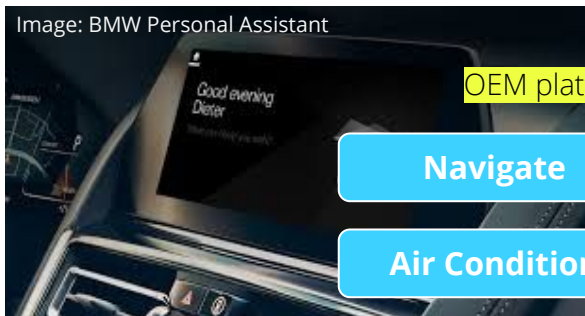 Image: BMW Personal Assistant
OEM plat
Good evening
Dieter
Navigate
Air Condition